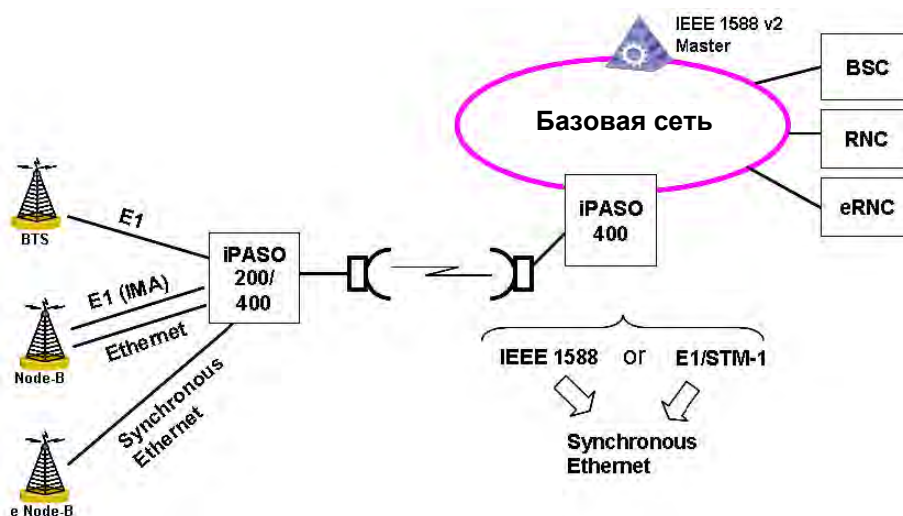 IEEE 1588 v2
Master
BSC
Базовая сеть
RNC
eRNC
iPASO
400
BTS
E1
iPASO
200/
400
E1 (IMA)
Ethernet
Node-B
Synchronous
Ethernet
e Node-B
IEEE 1588 or E1/STM-1
Synchronous
Ethernet